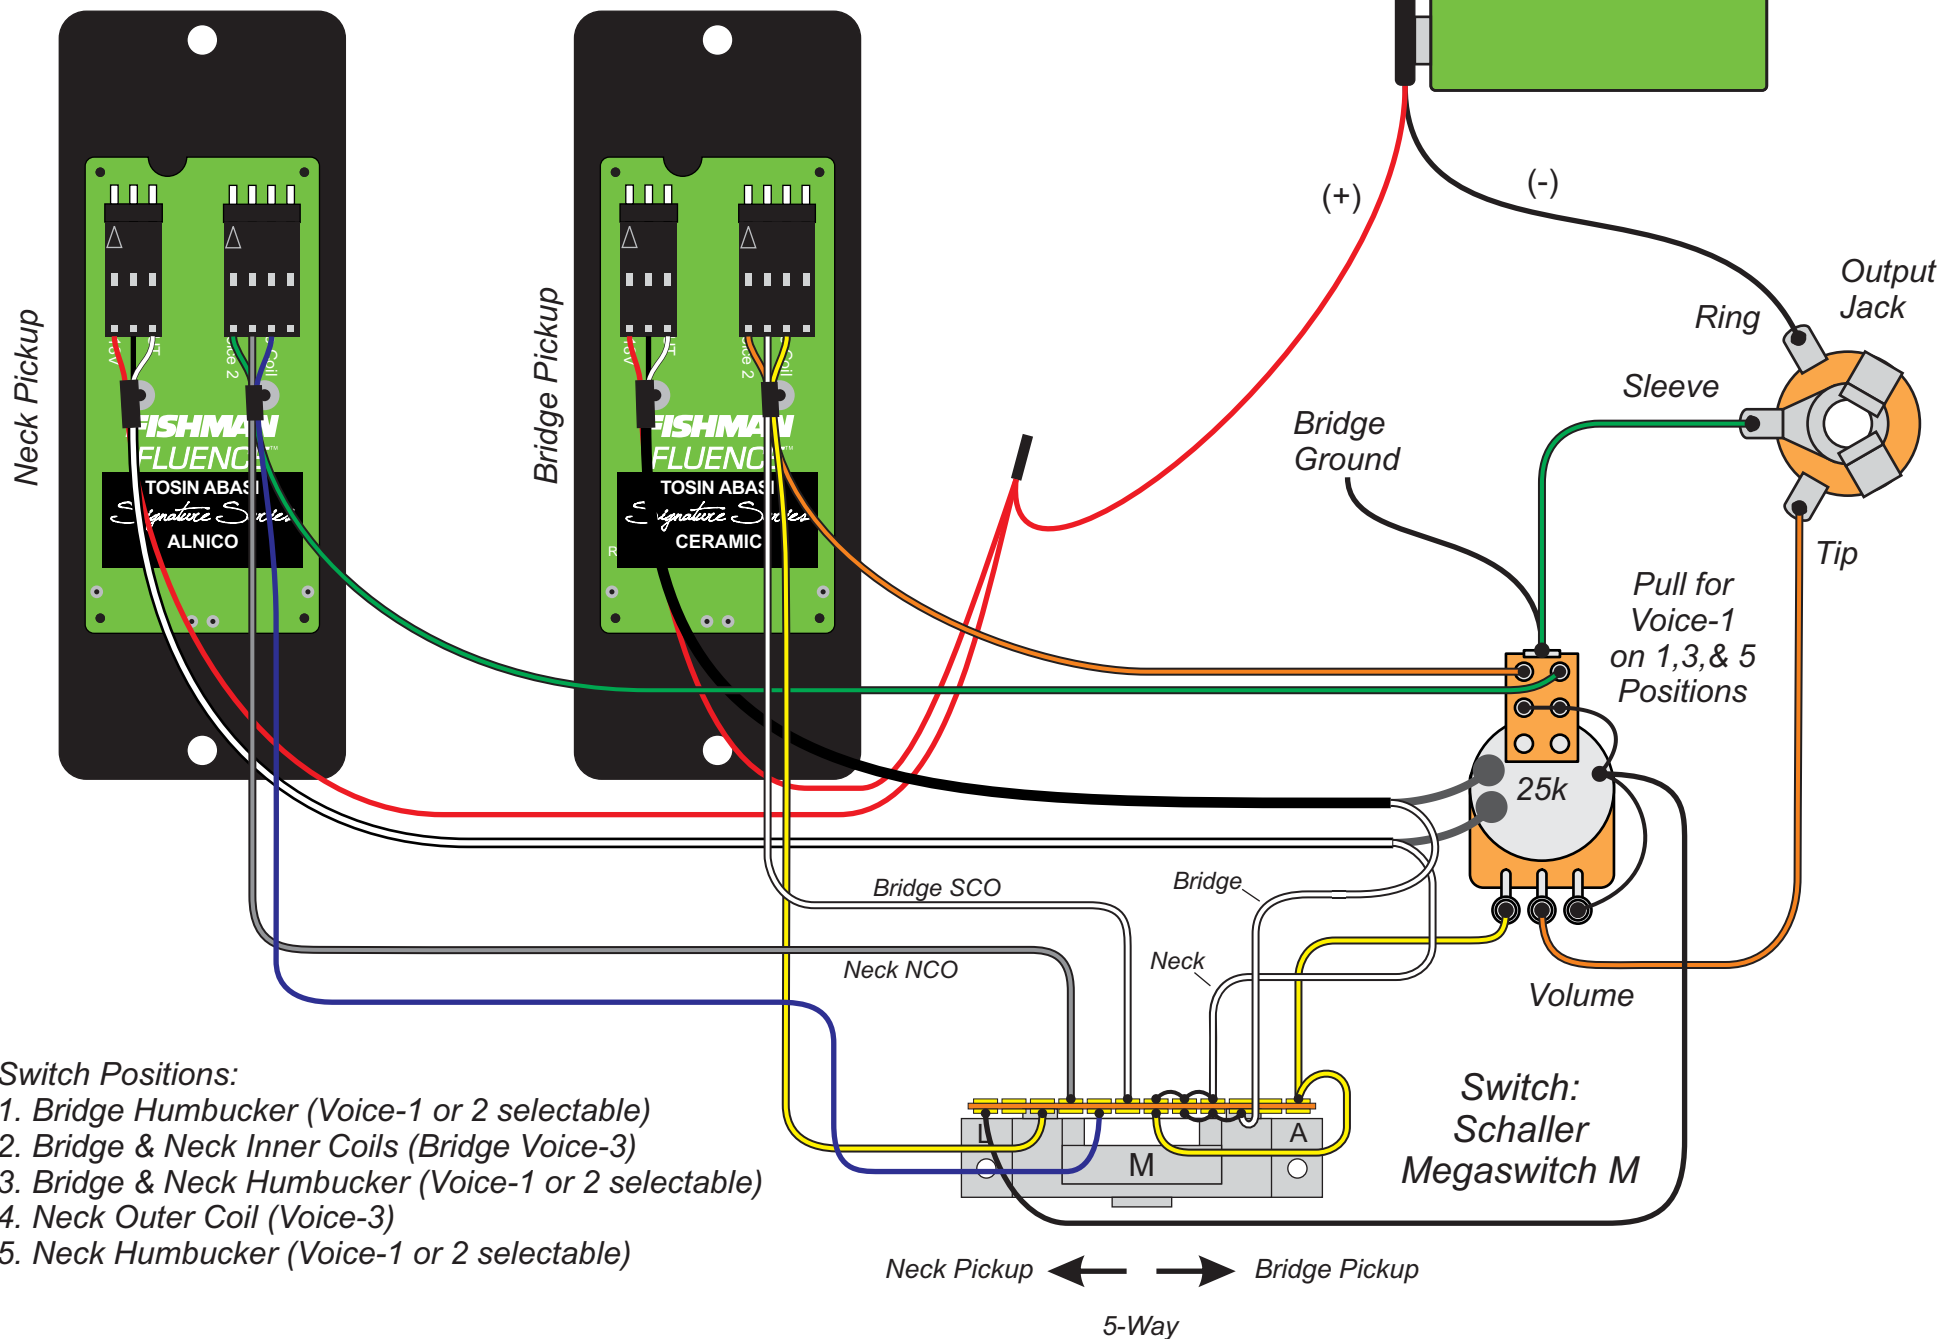 Neck Pickup
FISHMAN
FLUENCE™
TOSIN ABASI
Signature Series
ALNICO
Bridge Pickup
FISHMAN
FLUENCE™
TOSIN ABASI
Signature Series
CERAMIC
R
(+)
(-)
Output
Jack
Ring
Sleeve
Bridge
Ground
Tip
Pull for
Voice-1
on 1,3,& 5
Positions
25k
Bridge SCO
Bridge
Neck NCO
Neck
Volume
Switch Positions:
1. Bridge Humbucker (Voice-1 or 2 selectable)
2. Bridge & Neck Inner Coils (Bridge Voice-3)
3. Bridge & Neck Humbucker (Voice-1 or 2 selectable)
4. Neck Outer Coil (Voice-3)
5. Neck Humbucker (Voice-1 or 2 selectable)
L
A
M
Switch:
Schaller
Megaswitch M
Neck Pickup
Bridge Pickup
5-Way